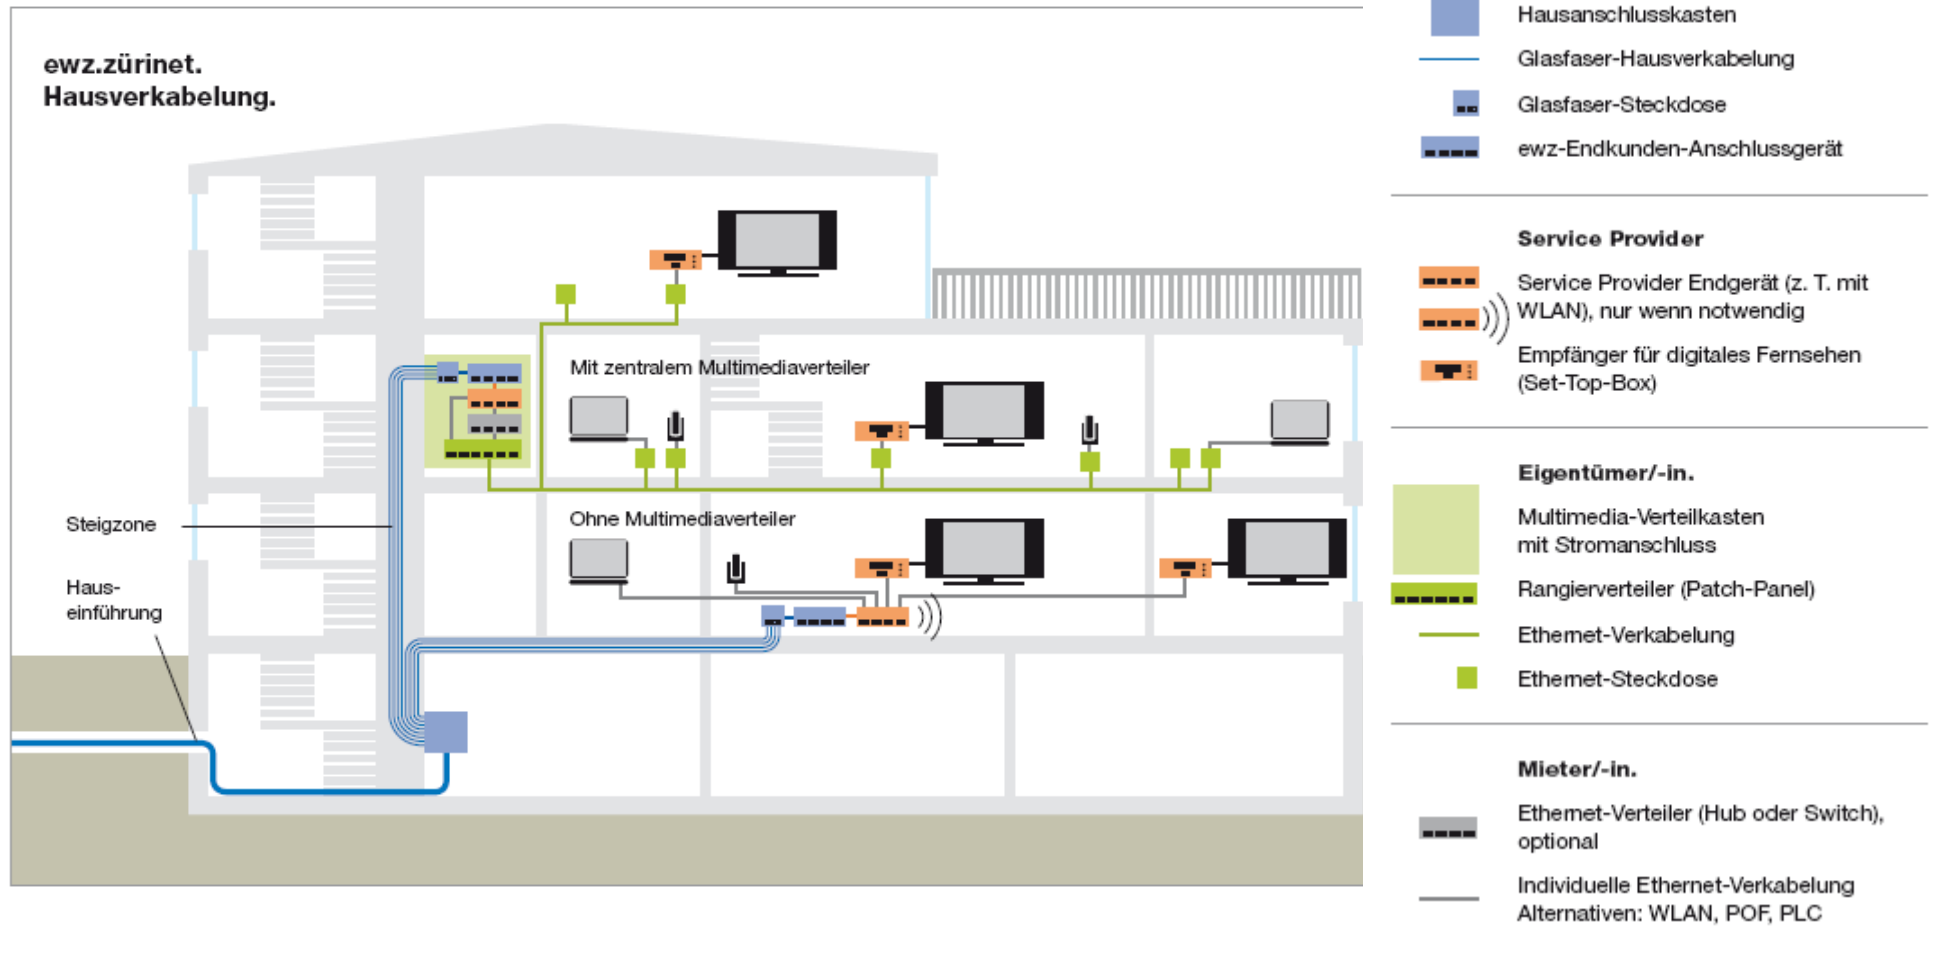 ewz.zürinet.
Hausverkabelung.
Mit zentralem Multimediaverteiler
Ohne Multimediaverteiler
Steigzone
Haus-
einführung
Hausanschlusskasten
Glasfaser-Hausverkabelung
Glasfaser-Steckdose
ewz-Endkunden-Anschlussgerät
Service Provider
Service Provider Endgerät (z. T. mit
WLAN), nur wenn notwendig
Empfänger für digitales Fernsehen
(Set-Top-Box)
Eigentümer/-in.
Multimedia-Verteilkasten
mit Stromanschluss
Rangierverteiler (Patch-Panel)
Ethernet-Verkabelung
Ethernet-Steckdose
Mieter/-in.
Ethernet-Verteiler (Hub oder Switch),
optional
Individuelle Ethernet-Verkabelung
Alternativen: WLAN, POF, PLC